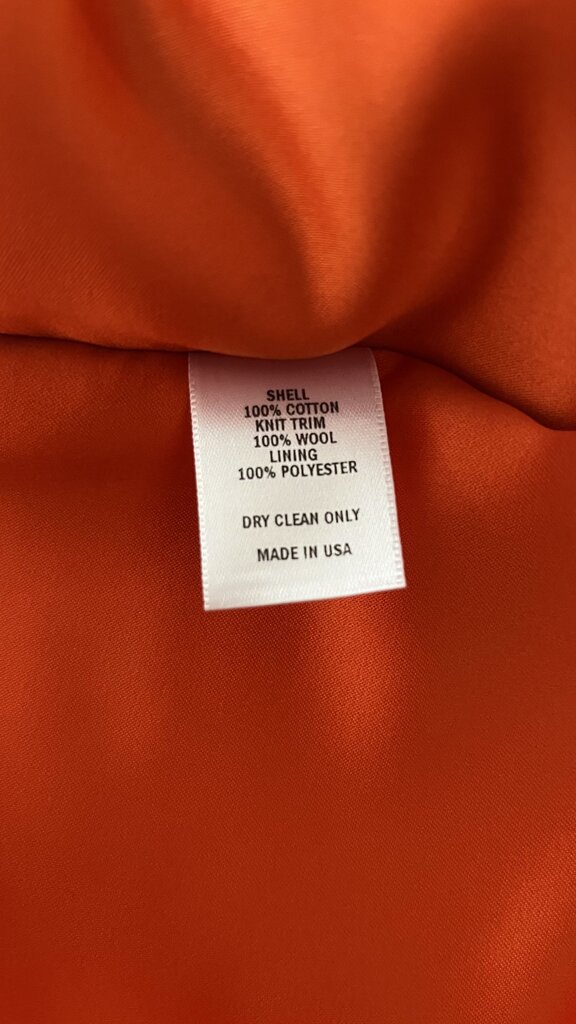 SHELL
100% COTTON
KNIT TRIM
100% WOOL
LINING
100% POLYESTER
DRY CLEAN ONLY
MADE IN USA